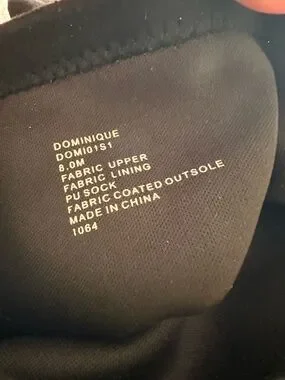 DOMINIQUE
DOMI01S1
8.0M
FABRIC UPPER
FABRIC LINING
PU SOCK
FABRIC COATED OUTSOLE
MADE IN CHINA
1064